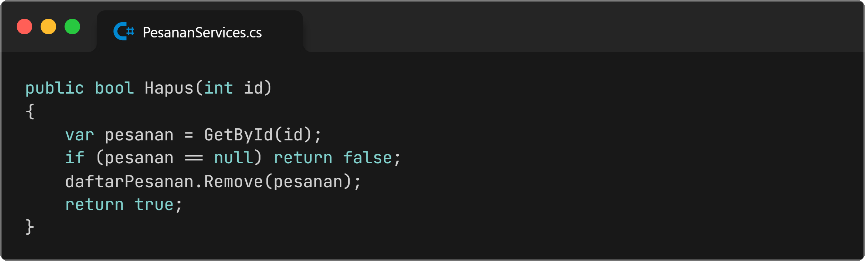 C# PesananServices.cs
public bool Hapus(int id)
{
    var pesanan = GetById(id);
    if (pesanan == null) return false;
    daftarPesanan.Remove(pesanan);
    return true;
}